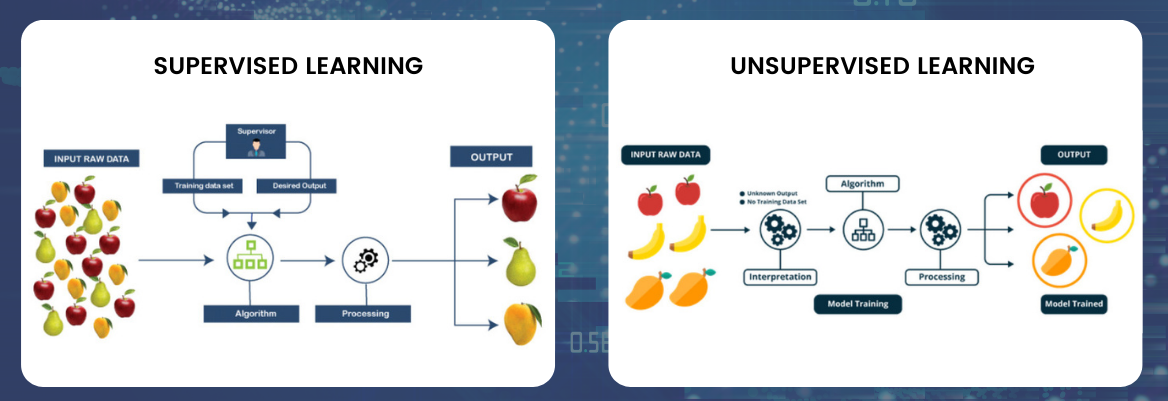 SUPERVISED LEARNING
Supervisor
INPUT RAW DATA
OUTPUT
Training data set
Desired Output
Algorithm
Processing
UNSUPERVISED LEARNING
INPUT RAW DATA
OUTPUT
Algorithm
Unknown Output
No Training Data Set
Interpretation
Processing
Model Training
Model Trained